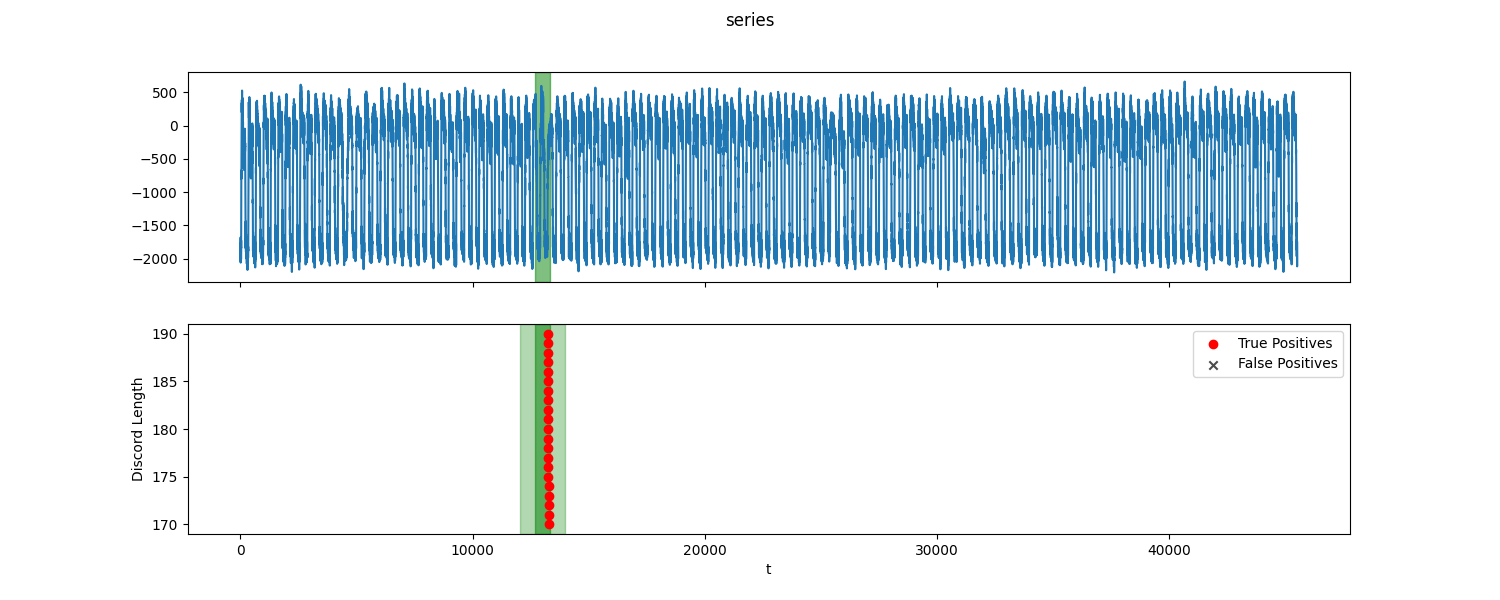 series
500
0
−500
−1000
−1500
−2000
190
185
180
175
170
Discord Length
True Positives
False Positives
0 10000 20000 30000 40000
t